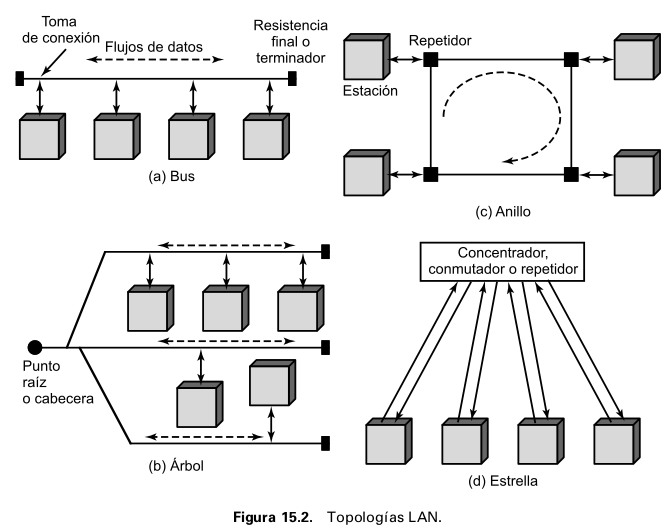 Toma
de conexión
Flujos de datos
Resistencia
final o
terminador
(a) Bus
Repetidor
Estación
(c) Anillo
Punto
raíz
o cabecera
(b) Árbol
Concentrador,
conmutador o repetidor
(d) Estrella
Figura 15.2. Topologías LAN.